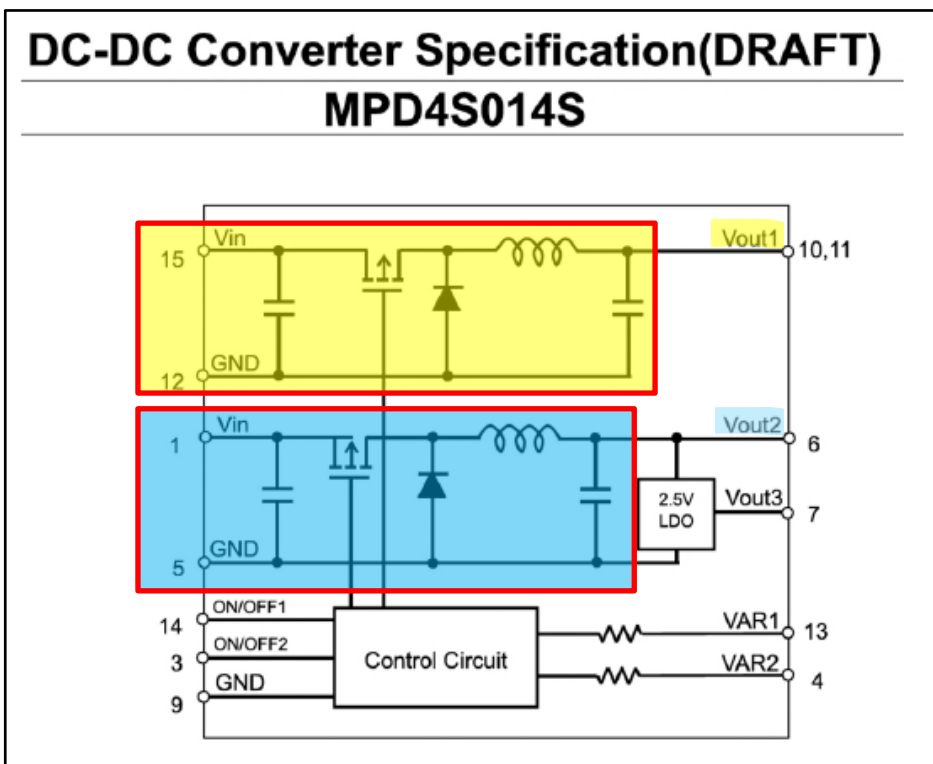 DC-DC Converter Specification(DRAFT)
MPD4S014S
Vin
Vout1
15
10,11
GND
12
Vin
Vout2
1
6
2.5V
LDO
Vout3
7
GND
5
ON/OFF1
14
VAR1
13
ON/OFF2
3
Control Circuit
VAR2
4
GND
9